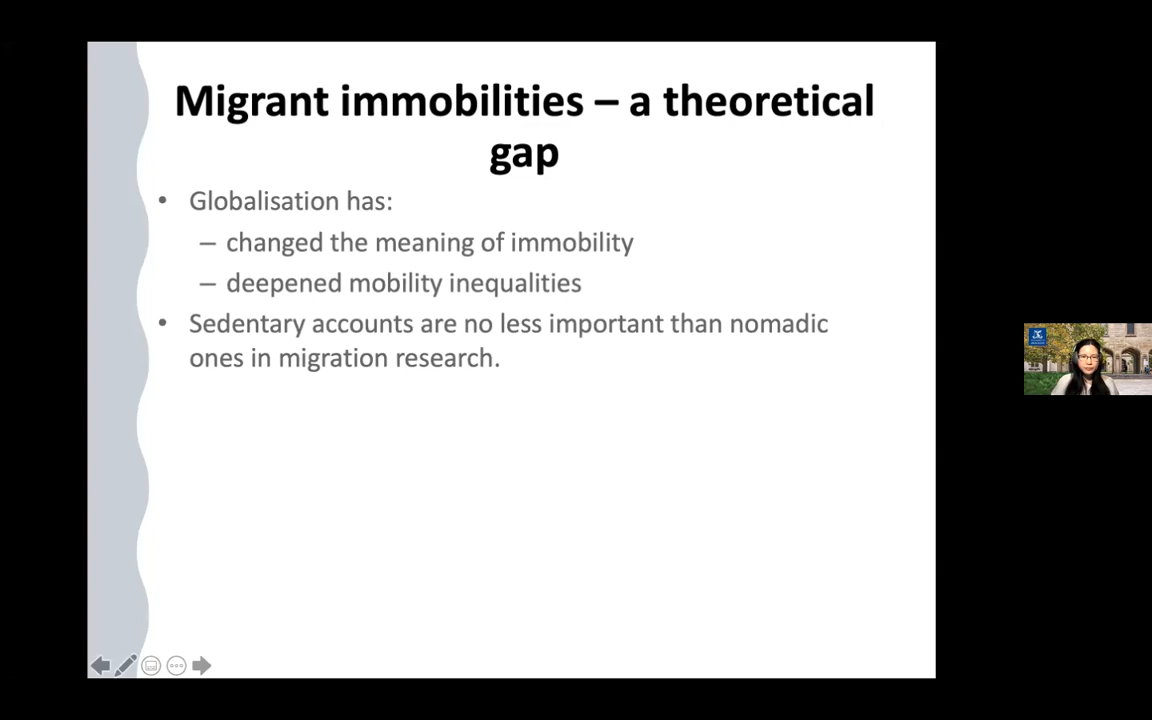 Migrant immobilities – a theoretical
gap
• Globalisation has:
– changed the meaning of immobility
– deepened mobility inequalities
• Sedentary accounts are no less important than nomadic
ones in migration research.